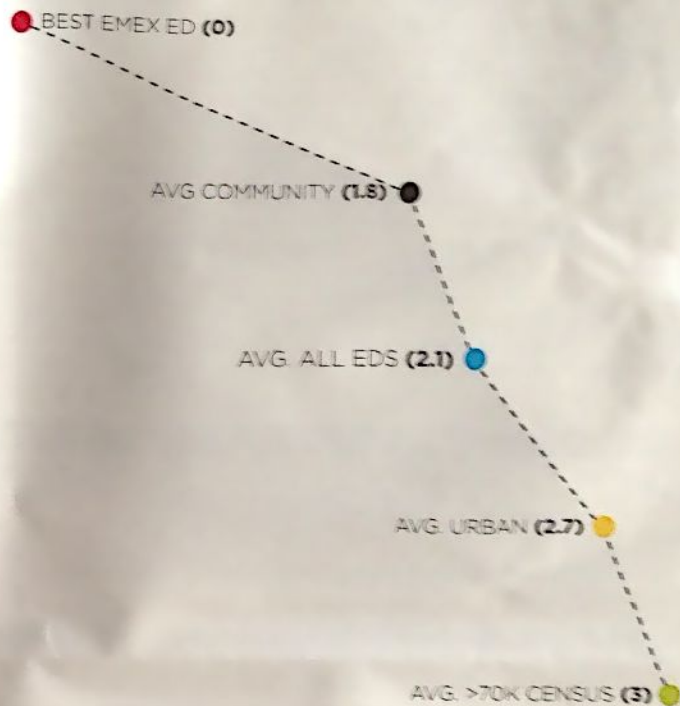 BEST EMEX ED (0)
AVG COMMUNITY (1.8)
AVG. ALL EDS (2.1)
AVG. URBAN (2.7)
AVG. >70K CENSUS (3)